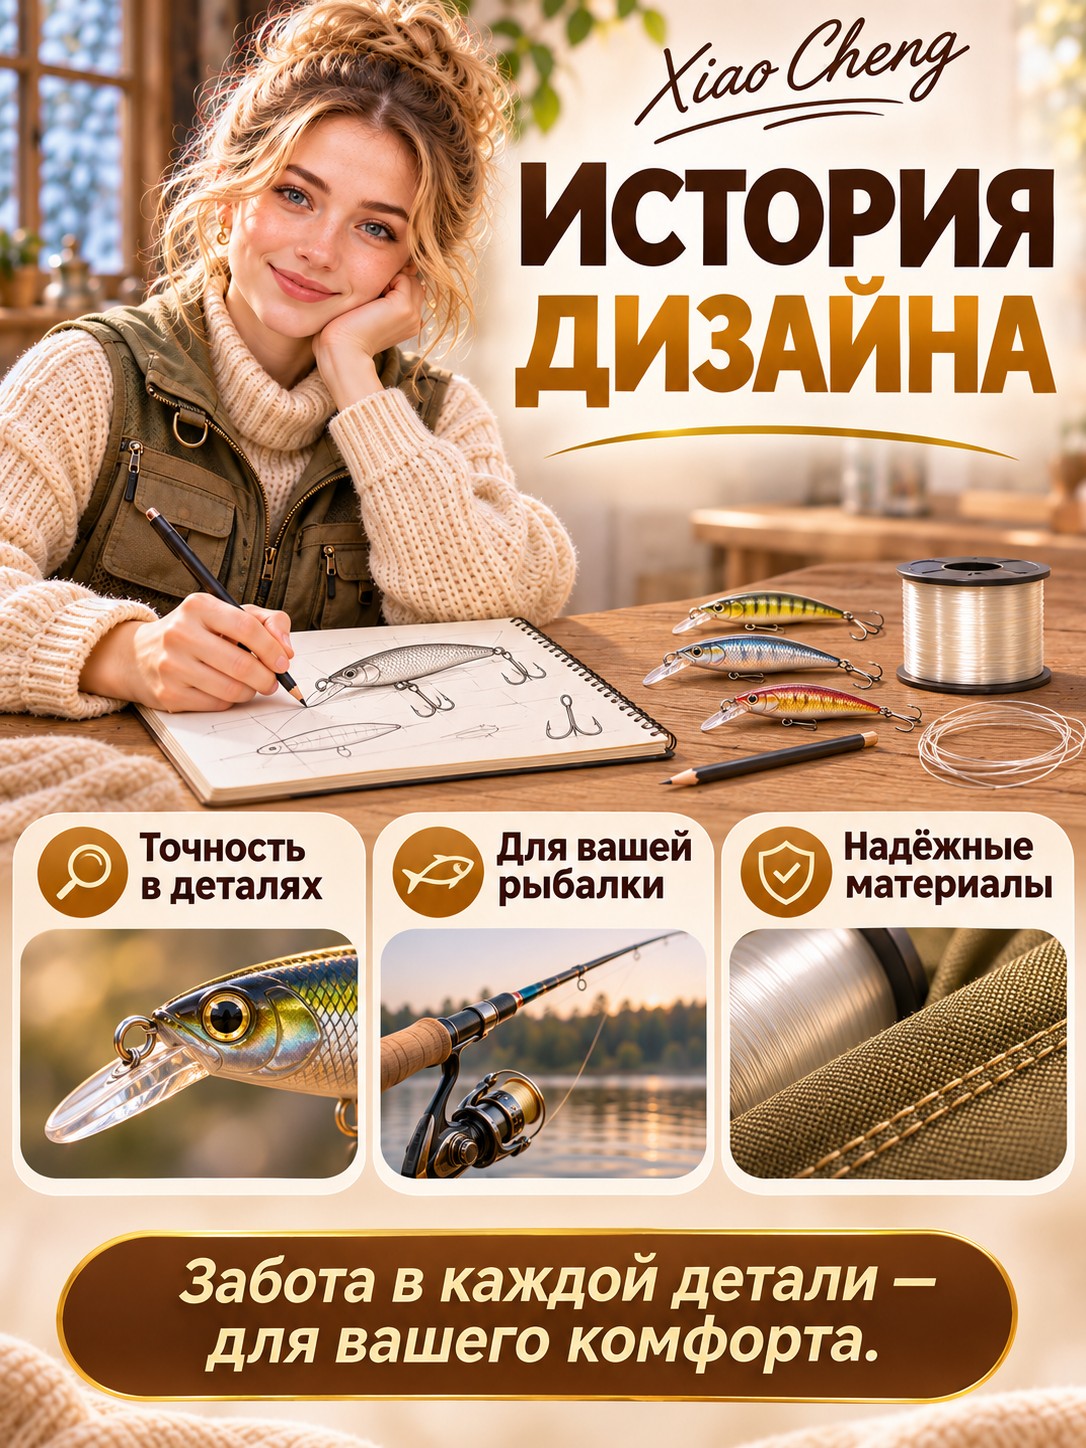 Xiao Cheng
ИСТОРИЯ
ДИЗАЙНА
Точность
в деталях
Для вашей
рыбалки
Надёжные
материалы
Забота в каждой детали —
для вашего комфорта.